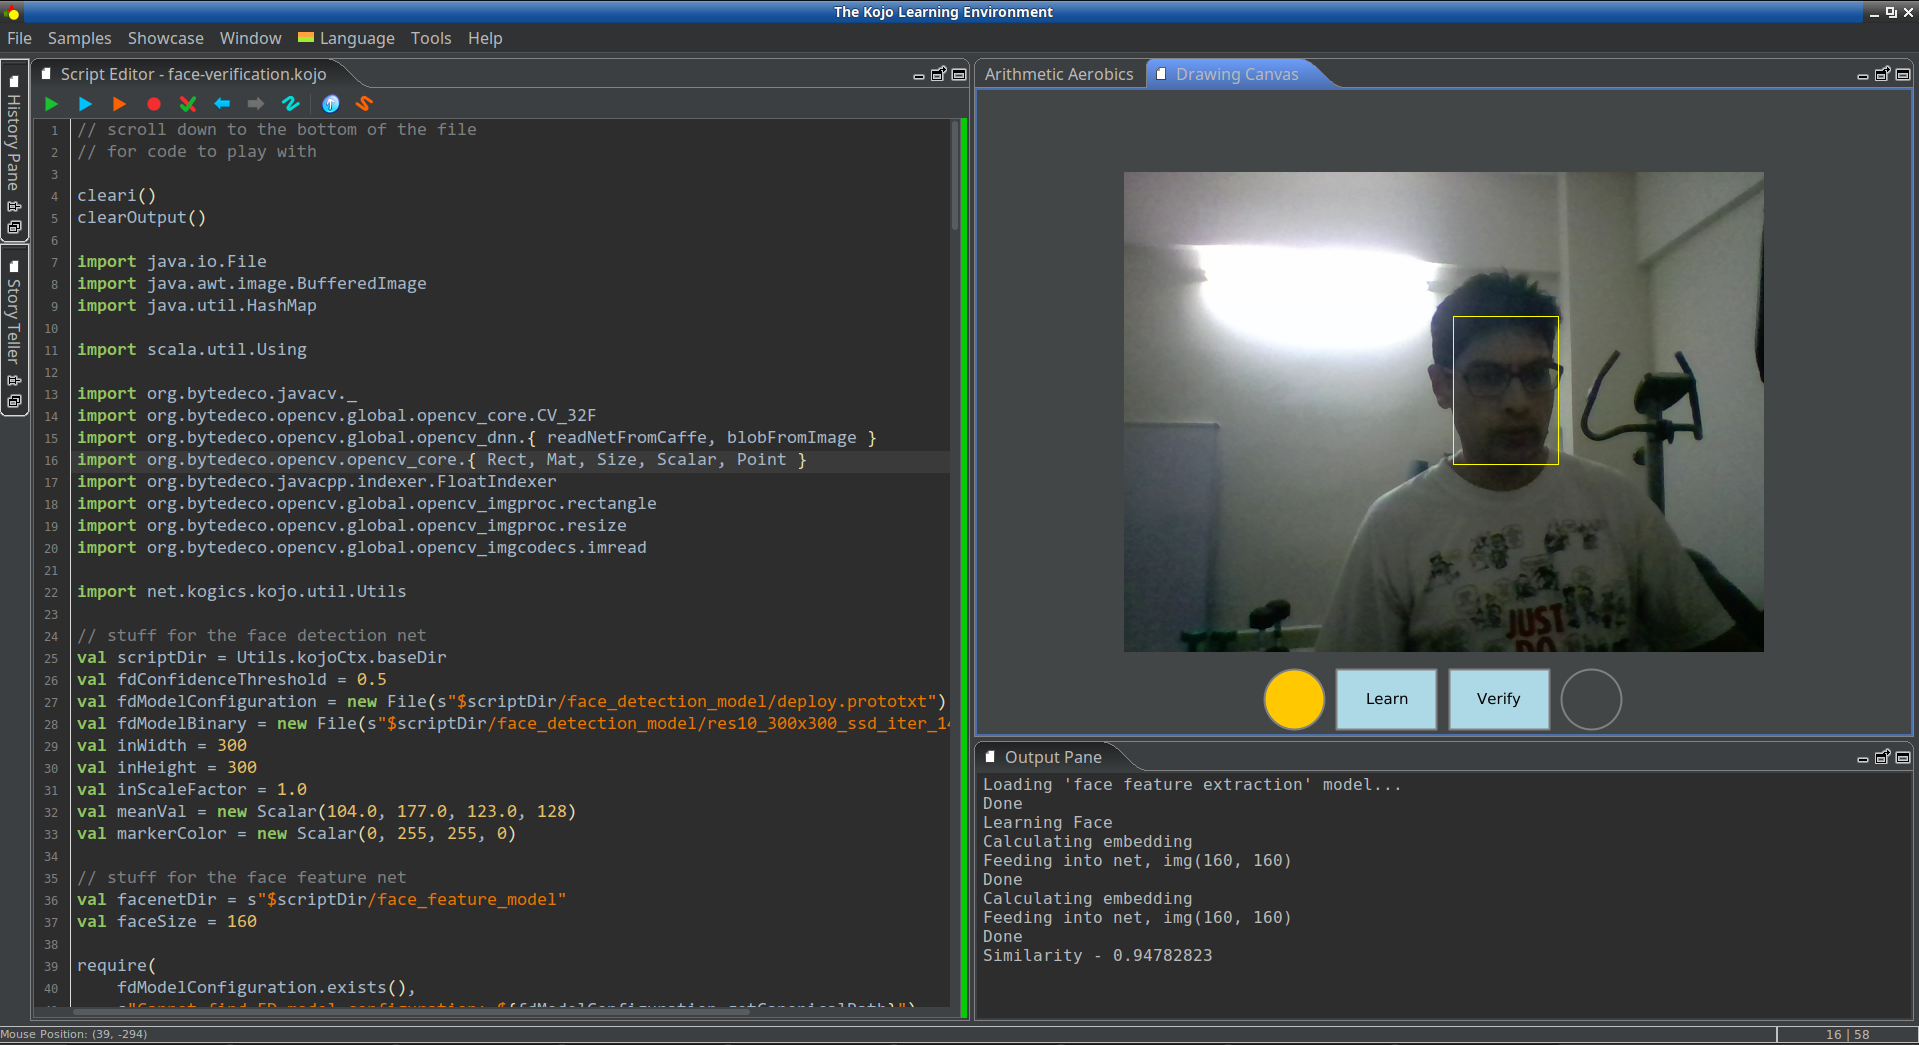 The Kojo Learning Environment
File Samples Showcase Window Language Tools Help
History Pane
Story Teller
Script Editor - face-verification.kojo
1 // scroll down to the bottom of the file
2 // for code to play with
3
4 cleari()
5 clearOutput()
6
7 import java.io.File
8 import java.awt.image.BufferedImage
9 import java.util.HashMap
10
11 import scala.util.Using
12
13 import org.bytedeco.javacv._
14 import org.bytedeco.opencv.global.opencv_core.CV_32F
15 import org.bytedeco.opencv.global.opencv_dnn.{ readNetFromCaffe, blobFromImage }
16 import org.bytedeco.opencv.opencv_core.{ Rect, Mat, Size, Scalar, Point }
17 import org.bytedeco.javacpp.indexer.FloatIndexer
18 import org.bytedeco.opencv.global.opencv_imgproc.rectangle
19 import org.bytedeco.opencv.global.opencv_imgproc.resize
20 import org.bytedeco.opencv.global.opencv_imgcodecs.imread
21
22 import net.kogics.kojo.util.Utils
23
24 // stuff for the face detection net
25 val scriptDir = Utils.kojoCtx.baseDir
26 val fdConfidenceThreshold = 0.5
27 val fdModelConfiguration = new File(s"$scriptDir/face_detection_model/deploy.prototxt")
28 val fdModelBinary = new File(s"$scriptDir/face_detection_model/res10_300x300_ssd_iter_14
29 val inWidth = 300
30 val inHeight = 300
31 val inScaleFactor = 1.0
32 val meanVal = new Scalar(104.0, 177.0, 123.0, 128)
33 val markerColor = new Scalar(0, 255, 255, 0)
34
35 // stuff for the face feature net
36 val facenetDir = s"$scriptDir/face_feature_model"
37 val faceSize = 160
38
39 require(
40 fdModelConfiguration.exists(),
Arithmetic Aerobics
Drawing Canvas
JUST
DO
Learn
Verify
Output Pane
Loading 'face feature extraction' model...
Done
Learning Face
Calculating embedding
Feeding into net, img(160, 160)
Done
Calculating embedding
Feeding into net, img(160, 160)
Done
Similarity - 0.94782823
Mouse Position: (39, -294)
16 | 58